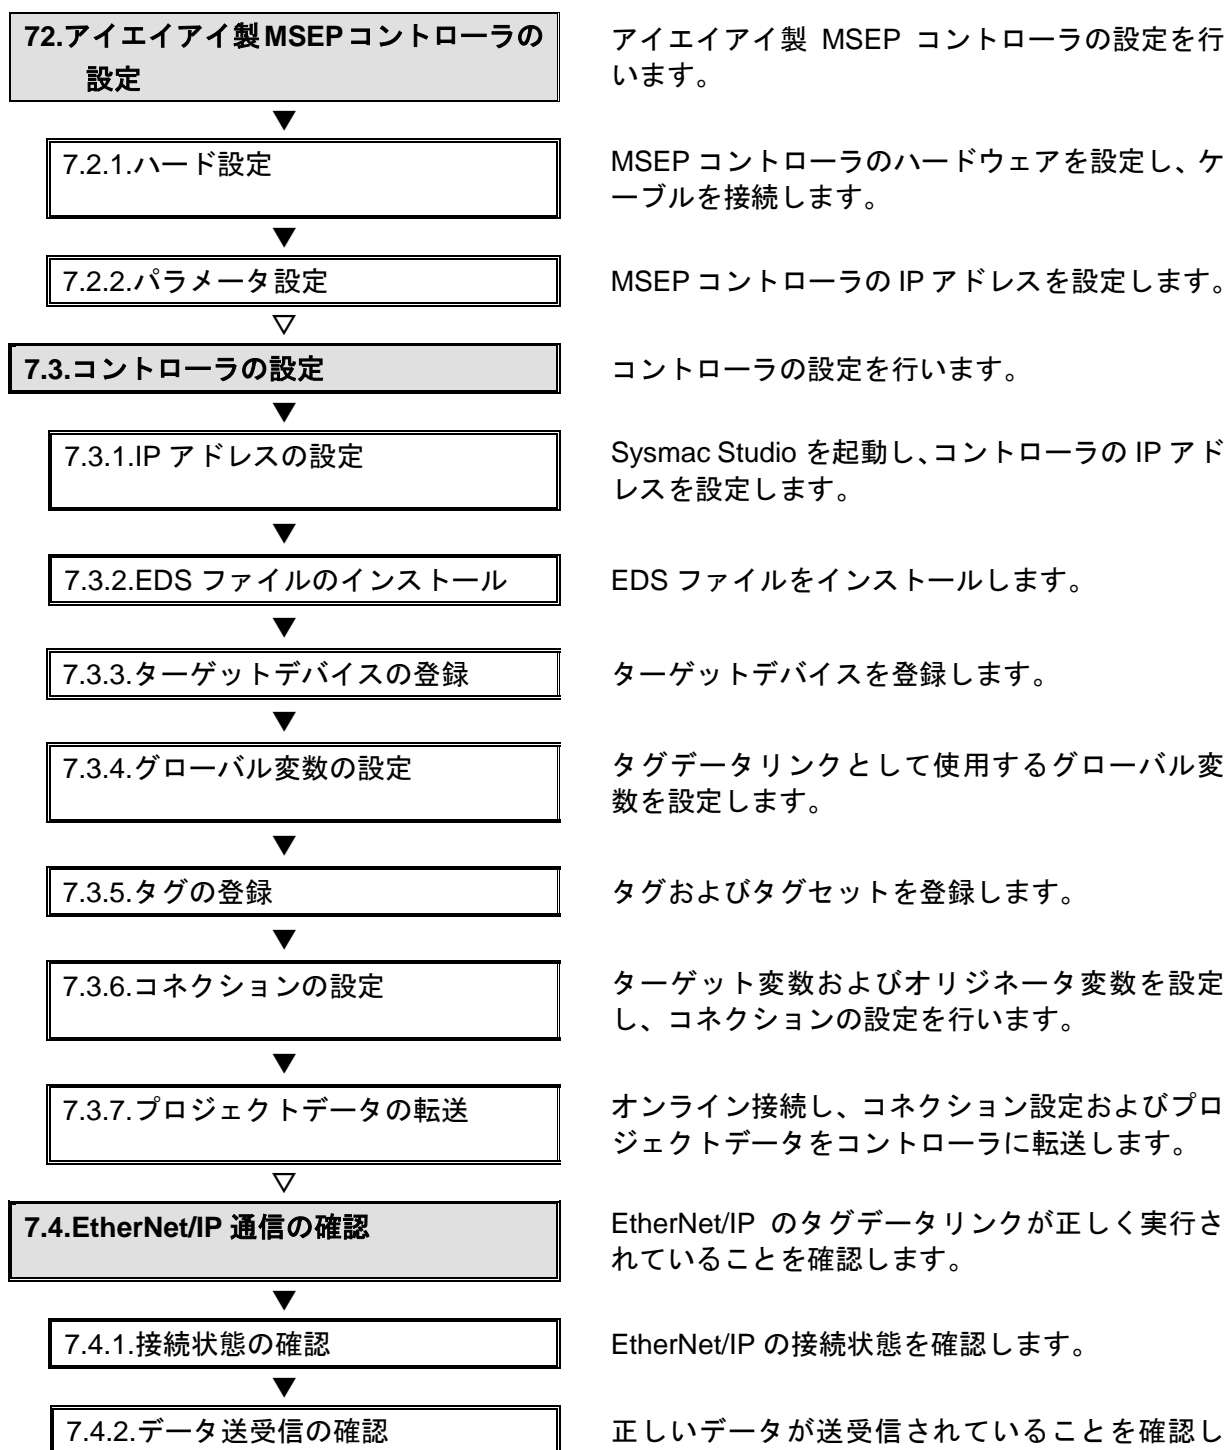 72.アイエイアイ製MSEPコントローラの
設定
アイエイアイ製 MSEP コントローラの設定を行
います。
▼
7.2.1.ハード設定
MSEP コントローラのハードウェアを設定し、ケ
ーブルを接続します。
▼
7.2.2.パラメータ設定
MSEP コントローラの IP アドレスを設定します。
▽
7.3.コントローラの設定
コントローラの設定を行います。
▼
7.3.1.IP アドレスの設定
Sysmac Studio を起動し、コントローラの IP アド
レスを設定します。
▼
7.3.2.EDS ファイルのインストール
EDS ファイルをインストールします。
▼
7.3.3.ターゲットデバイスの登録
ターゲットデバイスを登録します。
▼
7.3.4.グローバル変数の設定
タグデータリンクとして使用するグローバル変
数を設定します。
▼
7.3.5.タグの登録
タグおよびタグセットを登録します。
▼
7.3.6.コネクションの設定
ターゲット変数およびオリジネータ変数を設定
し、コネクションの設定を行います。
▼
7.3.7.プロジェクトデータの転送
オンライン接続し、コネクション設定およびプロ
ジェクトデータをコントローラに転送します。
▽
7.4.EtherNet/IP 通信の確認
EtherNet/IP のタグデータリンクが正しく実行さ
れていることを確認します。
▼
7.4.1.接続状態の確認
EtherNet/IP の接続状態を確認します。
▼
7.4.2.データ送受信の確認
正しいデータが送受信されていることを確認し